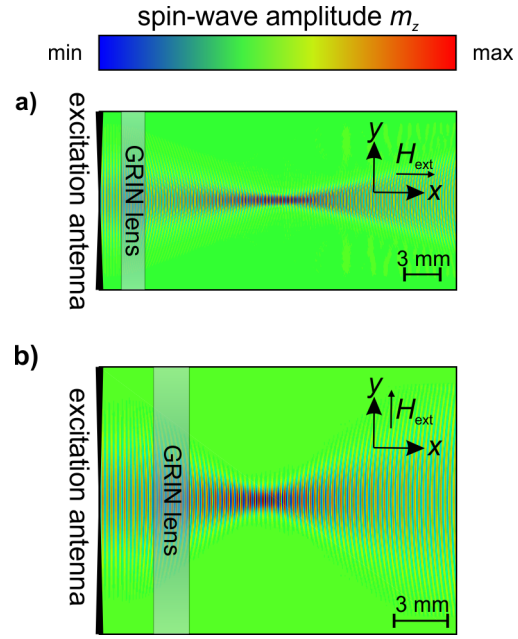 spin-wave amplitude m_z
min max
a)
excitation antenna
GRIN lens
y
H_ext
x
3 mm
b)
excitation antenna
GRIN lens
y
H_ext
x
3 mm